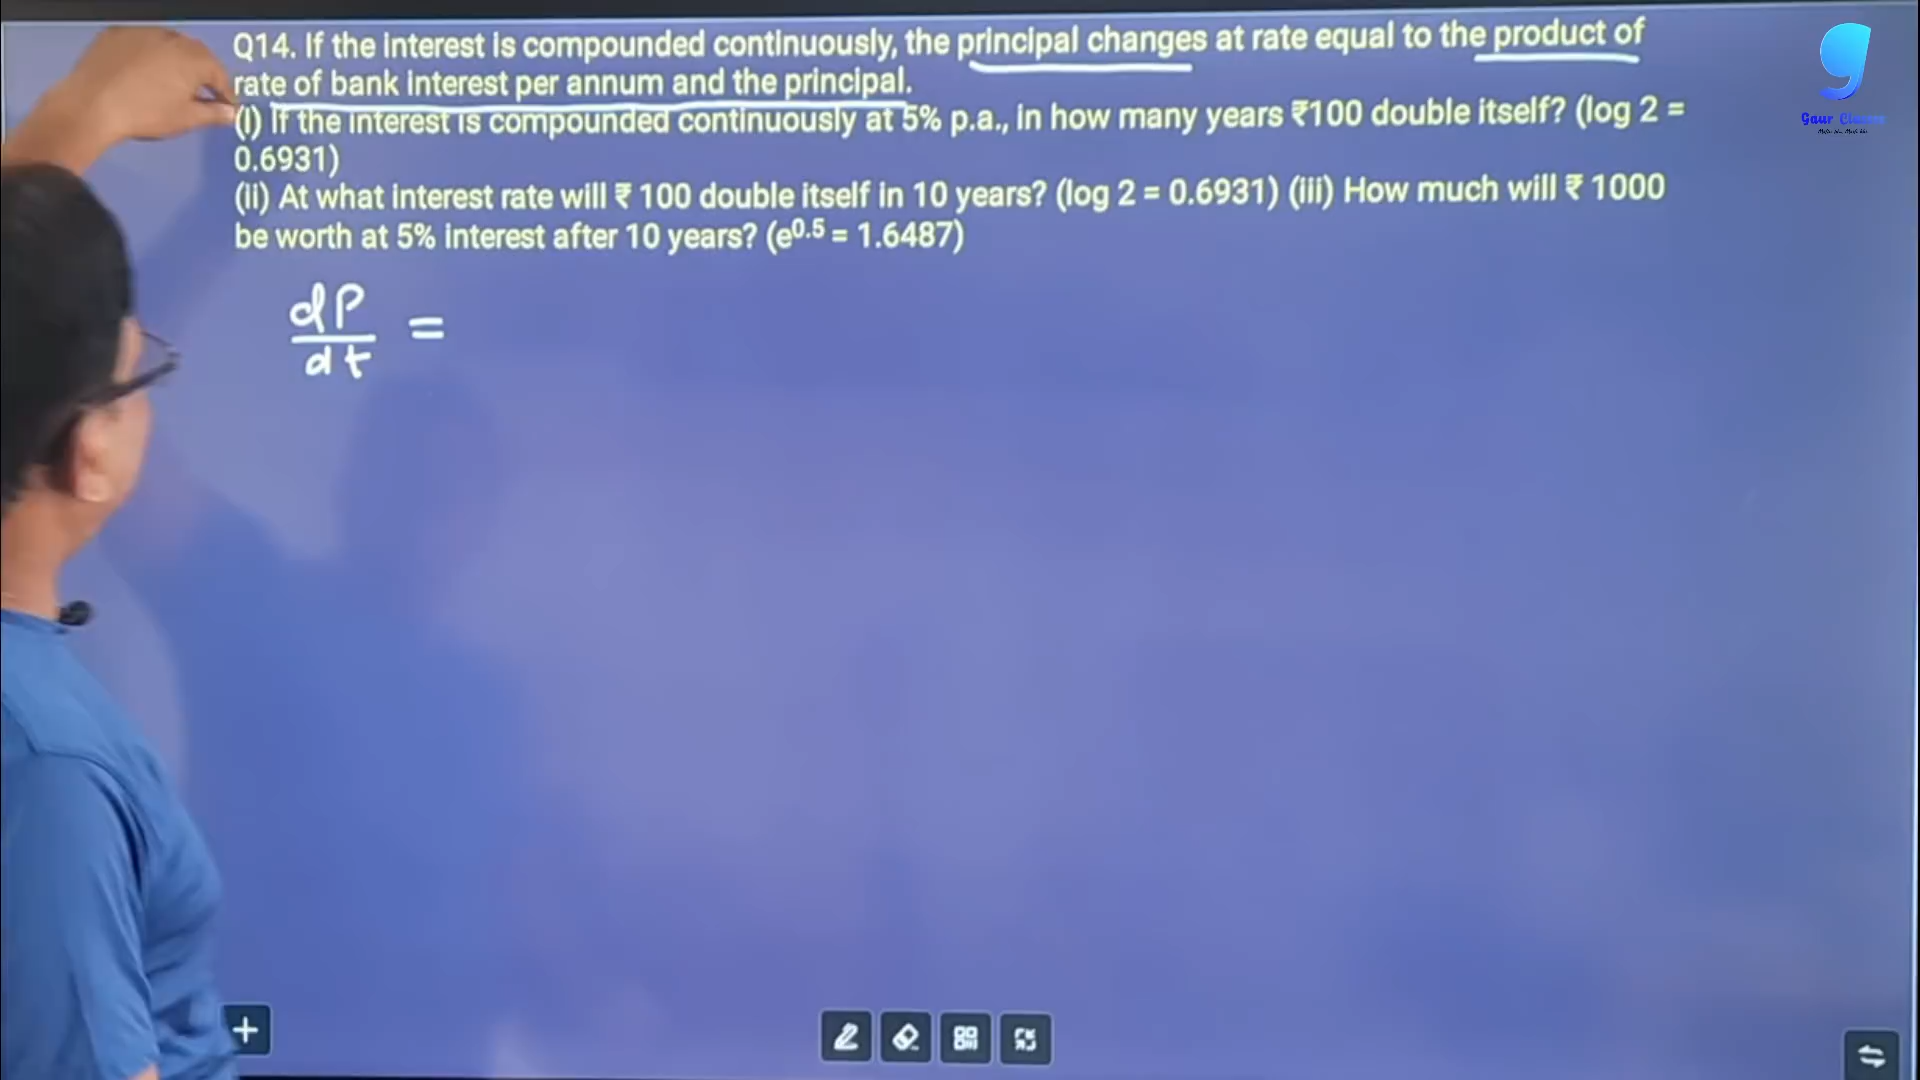 Q14. If the interest is compounded continuously, the principal changes at rate equal to the product of
rate of bank interest per annum and the principal.
(i) If the interest is compounded continuously at 5% p.a., in how many years ₹100 double itself? (log 2 =
0.6931)
(ii) At what interest rate will ₹ 100 double itself in 10 years? (log 2 = 0.6931) (iii) How much will ₹ 1000
be worth at 5% interest after 10 years? (e^0.5 = 1.6487)
dP
dt =
g
Gaur